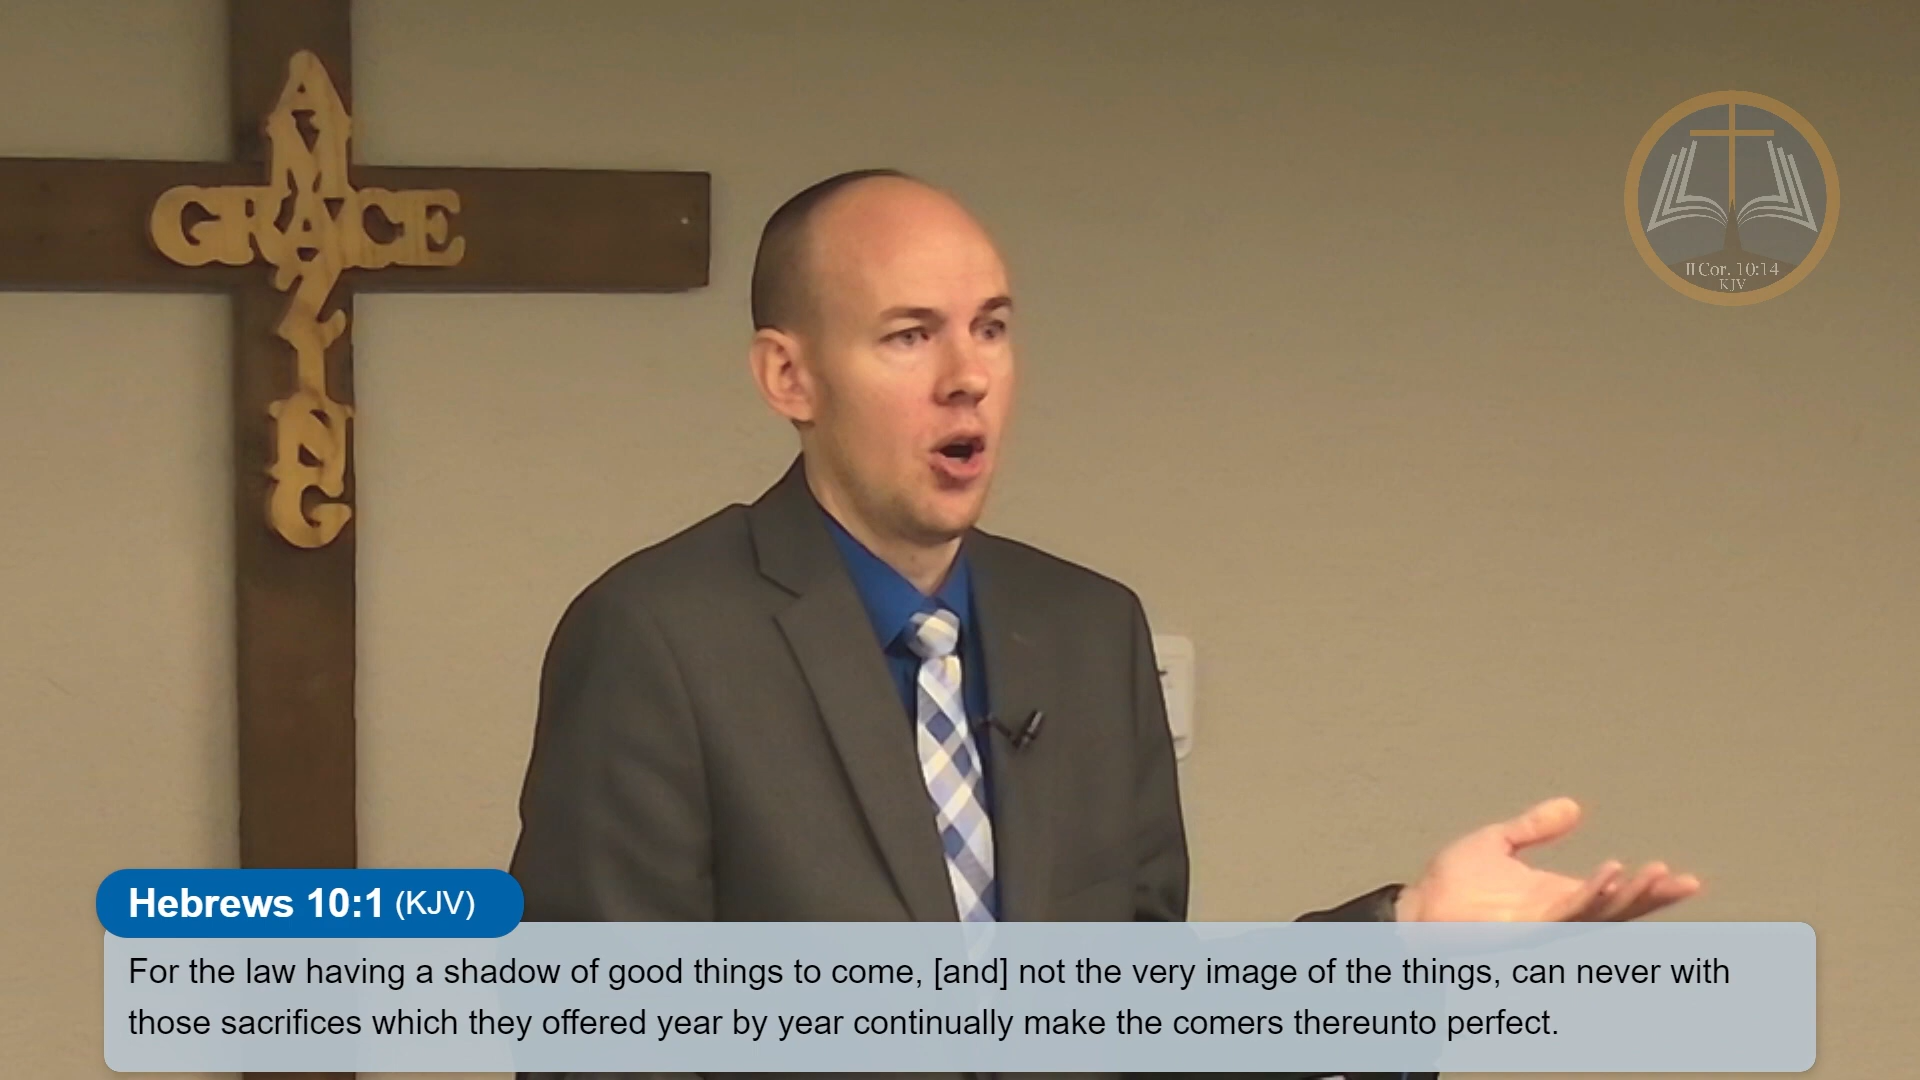 AMAZING
GRACE
II Cor. 10:14
KJV
Hebrews 10:1 (KJV)
For the law having a shadow of good things to come, [and] not the very image of the things, can never with
those sacrifices which they offered year by year continually make the comers thereunto perfect.